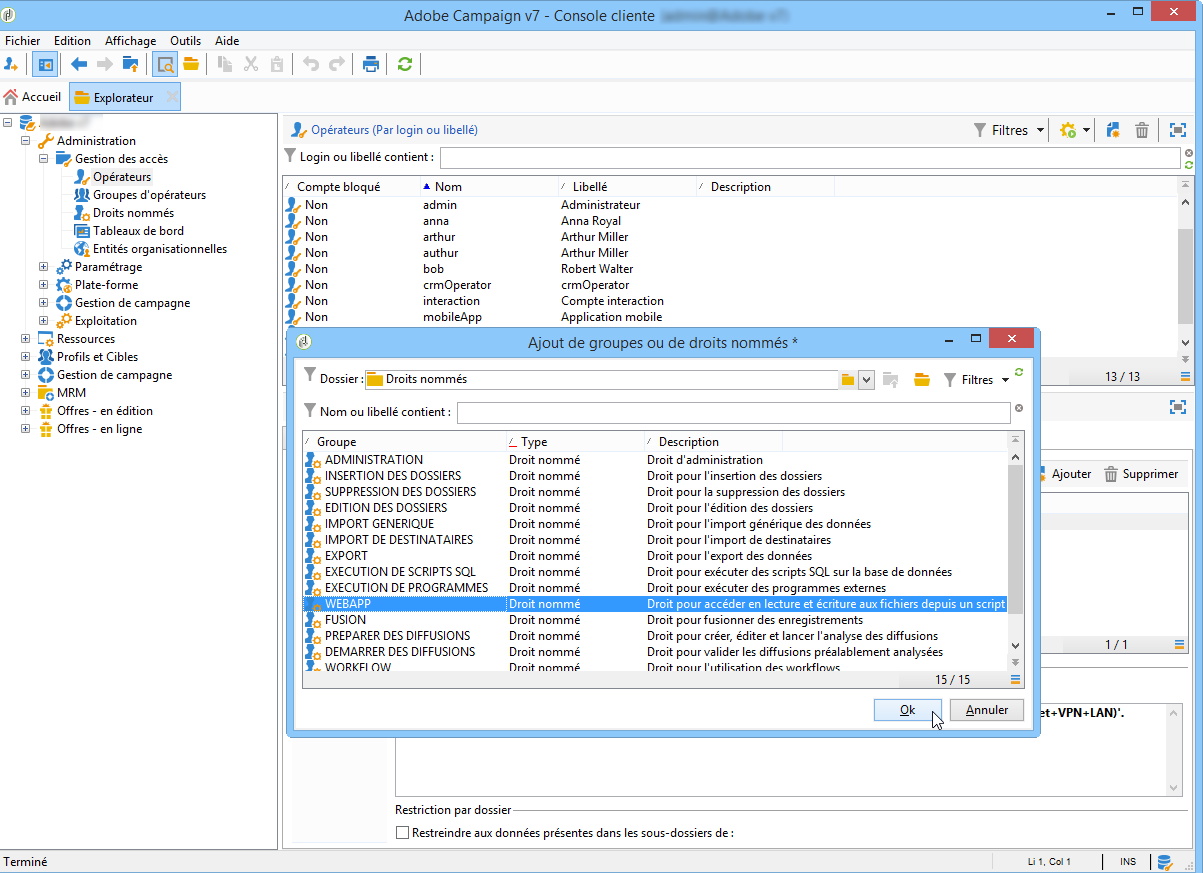 Adobe Campaign v7 - Console cliente
Fichier Edition Affichage Outils Aide
Accueil Explorateur
Administration
Gestion des accès
Opérateurs
Groupes d'opérateurs
Droits nommés
Tableaux de bord
Entités organisationnelles
Paramétrage
Plate-forme
Gestion de campagne
Exploitation
Ressources
Profils et Cibles
Gestion de campagne
MRM
Offres - en édition
Offres - en ligne
Opérateurs (Par login ou libellé) Filtres
Login ou libellé contient :
Compte bloqué Nom Libellé Description
Non admin Administrateur
Non anna Anna Royal
Non arthur Arthur Miller
Non authur Arthur Miller
Non bob Robert Walter
Non crmOperator crmOperator
Non interaction Compte interaction
Non mobileApp Application mobile
13 / 13
Ajouter Supprimer
1 / 1
et+VPN+LAN)'.
Ajout de groupes ou de droits nommés *
Dossier : Droits nommés Filtres
Nom ou libellé contient :
Groupe Type Description
ADMINISTRATION Droit nommé Droit d'administration
INSERTION DES DOSSIERS Droit nommé Droit pour l'insertion des dossiers
SUPPRESSION DES DOSSIERS Droit nommé Droit pour la suppression des dossiers
EDITION DES DOSSIERS Droit nommé Droit pour l'édition des dossiers
IMPORT GENERIQUE Droit nommé Droit pour l'import générique des données
IMPORT DE DESTINATAIRES Droit nommé Droit pour l'import de destinataires
EXPORT Droit nommé Droit pour l'export des données
EXECUTION DE SCRIPTS SQL Droit nommé Droit pour exécuter des scripts SQL sur la base de données
EXECUTION DE PROGRAMMES Droit nommé Droit pour exécuter des programmes externes
WEBAPP Droit nommé Droit pour accéder en lecture et écriture aux fichiers depuis un script
FUSION Droit nommé Droit pour fusionner des enregistrements
PREPARER DES DIFFUSIONS Droit nommé Droit pour créer, éditer et lancer l'analyse des diffusions
DEMARRER DES DIFFUSIONS Droit nommé Droit pour valider les diffusions préalablement analysées
WORKFLOW Droit nommé Droit pour l'utilisation des workflows
15 / 15
Ok Annuler
Restriction par dossier
Restreindre aux données présentes dans les sous-dossiers de :
Terminé Li 1, Col 1 INS